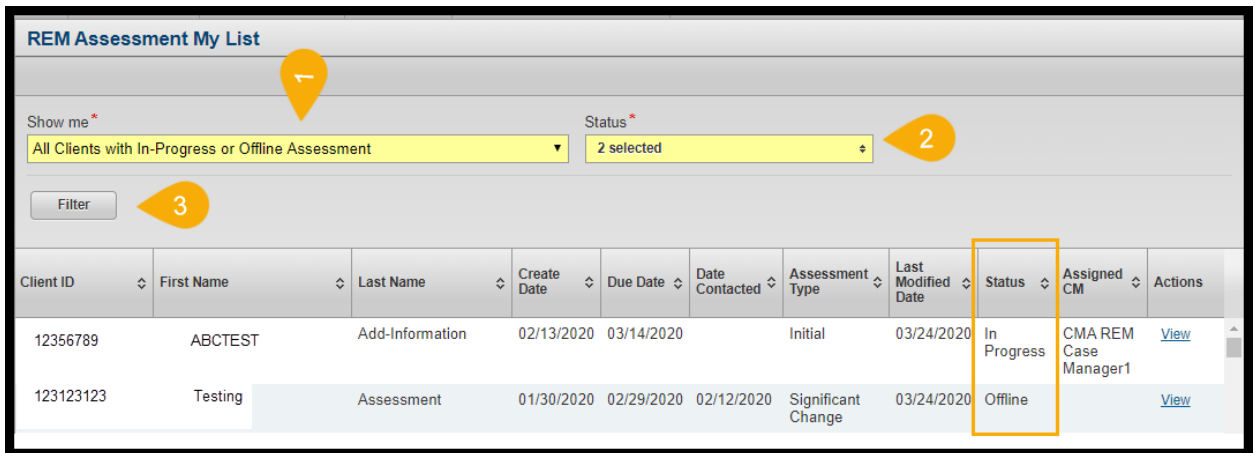 REM Assessment My List
1
Show me* Status*
All Clients with In-Progress or Offline Assessment 2 selected 2
Filter 3
Client ID First Name Last Name Create Date Due Date Date Contacted Assessment Type Last Modified Date Status Assigned CM Actions
12356789 ABCTEST Add-Information 02/13/2020 03/14/2020 Initial 03/24/2020 In Progress CMA REM Case Manager1 View
123123123 Testing Assessment 01/30/2020 02/29/2020 02/12/2020 Significant Change 03/24/2020 Offline View